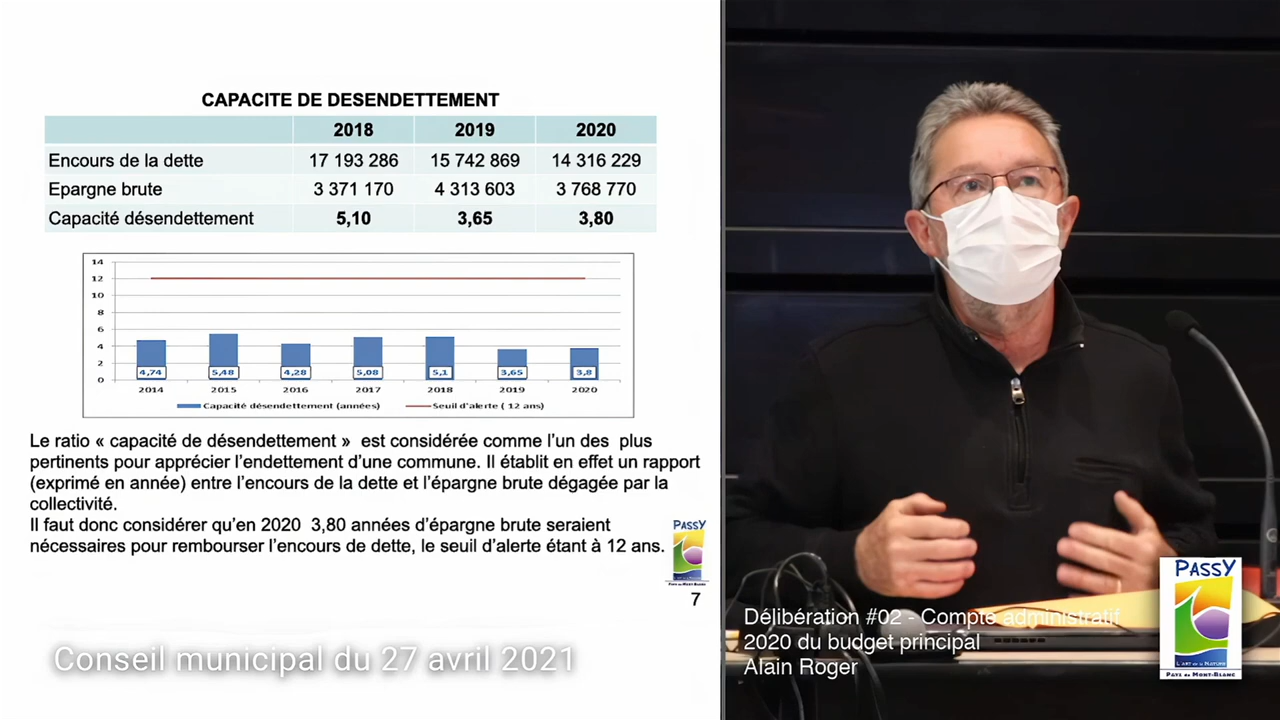 CAPACITE DE DESENDETTEMENT
2018 2019 2020
Encours de la dette 17 193 286 15 742 869 14 316 229
Epargne brute 3 371 170 4 313 603 3 768 770
Capacité désendettement 5,10 3,65 3,80
14
12
10
8
6
4
2
0
4,74 5,48 4,28 5,08 5,1 3,65 3,8
2014 2015 2016 2017 2018 2019 2020
Capacité désendettement (années) Seuil d'alerte ( 12 ans)
Le ratio « capacité de désendettement » est considérée comme l'un des plus
pertinents pour apprécier l'endettement d'une commune. Il établit en effet un rapport
(exprimé en année) entre l'encours de la dette et l'épargne brute dégagée par la
collectivité.
Il faut donc considérer qu'en 2020 3,80 années d'épargne brute seraient
nécessaires pour rembourser l'encours de dette, le seuil d'alerte étant à 12 ans.
PASSY
7
Conseil municipal du 27 avril 2021
Délibération #02 - Compte administratif
2020 du budget principal
Alain Roger
PASSY
L'ART DE LA NATURE
PAYS DU MONT-BLANC